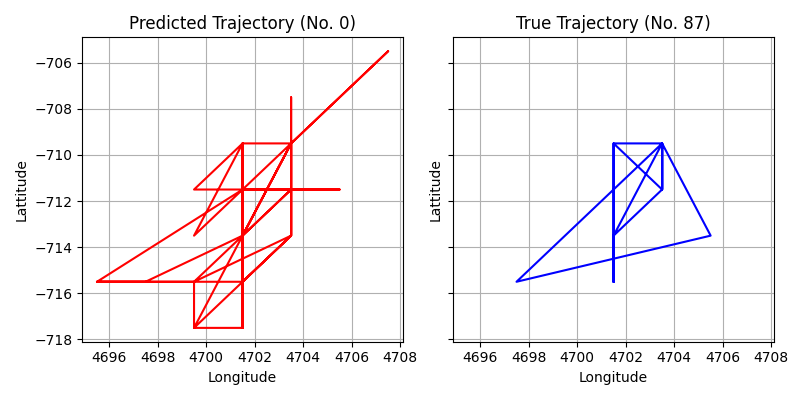 Predicted Trajectory (No. 0)
True Trajectory (No. 87)
Lattitude
−706
−708
−710
−712
−714
−716
−718
4696 4698 4700 4702 4704 4706 4708
Longitude
Lattitude
4696 4698 4700 4702 4704 4706 4708
Longitude